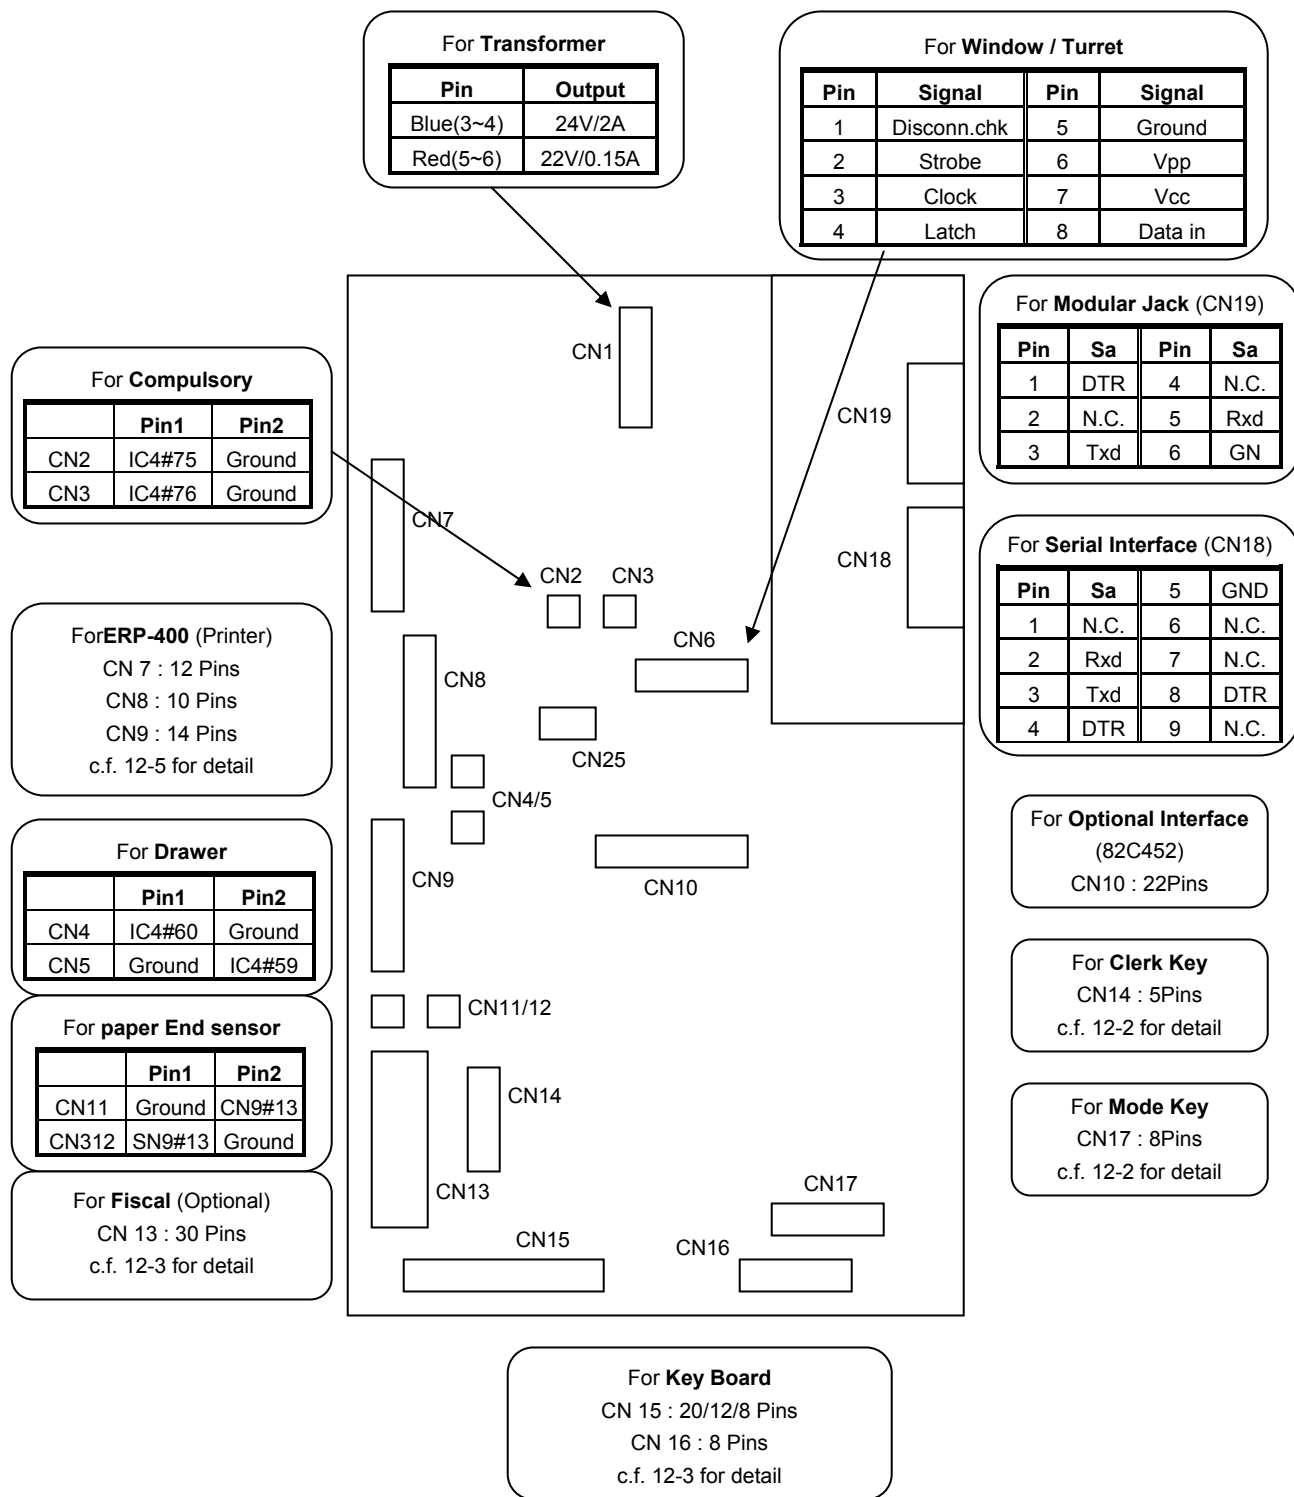 For Transformer
Pin Output
Blue(3~4) 24V/2A
Red(5~6) 22V/0.15A
For Window / Turret
Pin Signal Pin Signal
1 Disconn.chk 5 Ground
2 Strobe 6 Vpp
3 Clock 7 Vcc
4 Latch 8 Data in
For Modular Jack (CN19)
Pin Sa Pin Sa
1 DTR 4 N.C.
2 N.C. 5 Rxd
3 Txd 6 GN
For Compulsory
Pin1 Pin2
CN2 IC4#75 Ground
CN3 IC4#76 Ground
For Serial Interface (CN18)
Pin Sa 5 GND
1 N.C. 6 N.C.
2 Rxd 7 N.C.
3 Txd 8 DTR
4 DTR 9 N.C.
ForERP-400 (Printer)
CN 7 : 12 Pins
CN8 : 10 Pins
CN9 : 14 Pins
c.f. 12-5 for detail
For Drawer
Pin1 Pin2
CN4 IC4#60 Ground
CN5 Ground IC4#59
For paper End sensor
Pin1 Pin2
CN11 Ground CN9#13
CN312 SN9#13 Ground
For Fiscal (Optional)
CN 13 : 30 Pins
c.f. 12-3 for detail
CN1
CN19
CN7
CN18
CN2 CN3
CN6
CN8
CN25
CN4/5
CN9
CN10
CN11/12
CN14
CN13
CN17
CN15
CN16
For Optional Interface
(82C452)
CN10 : 22Pins
For Clerk Key
CN14 : 5Pins
c.f. 12-2 for detail
For Mode Key
CN17 : 8Pins
c.f. 12-2 for detail
For Key Board
CN 15 : 20/12/8 Pins
CN 16 : 8 Pins
c.f. 12-3 for detail